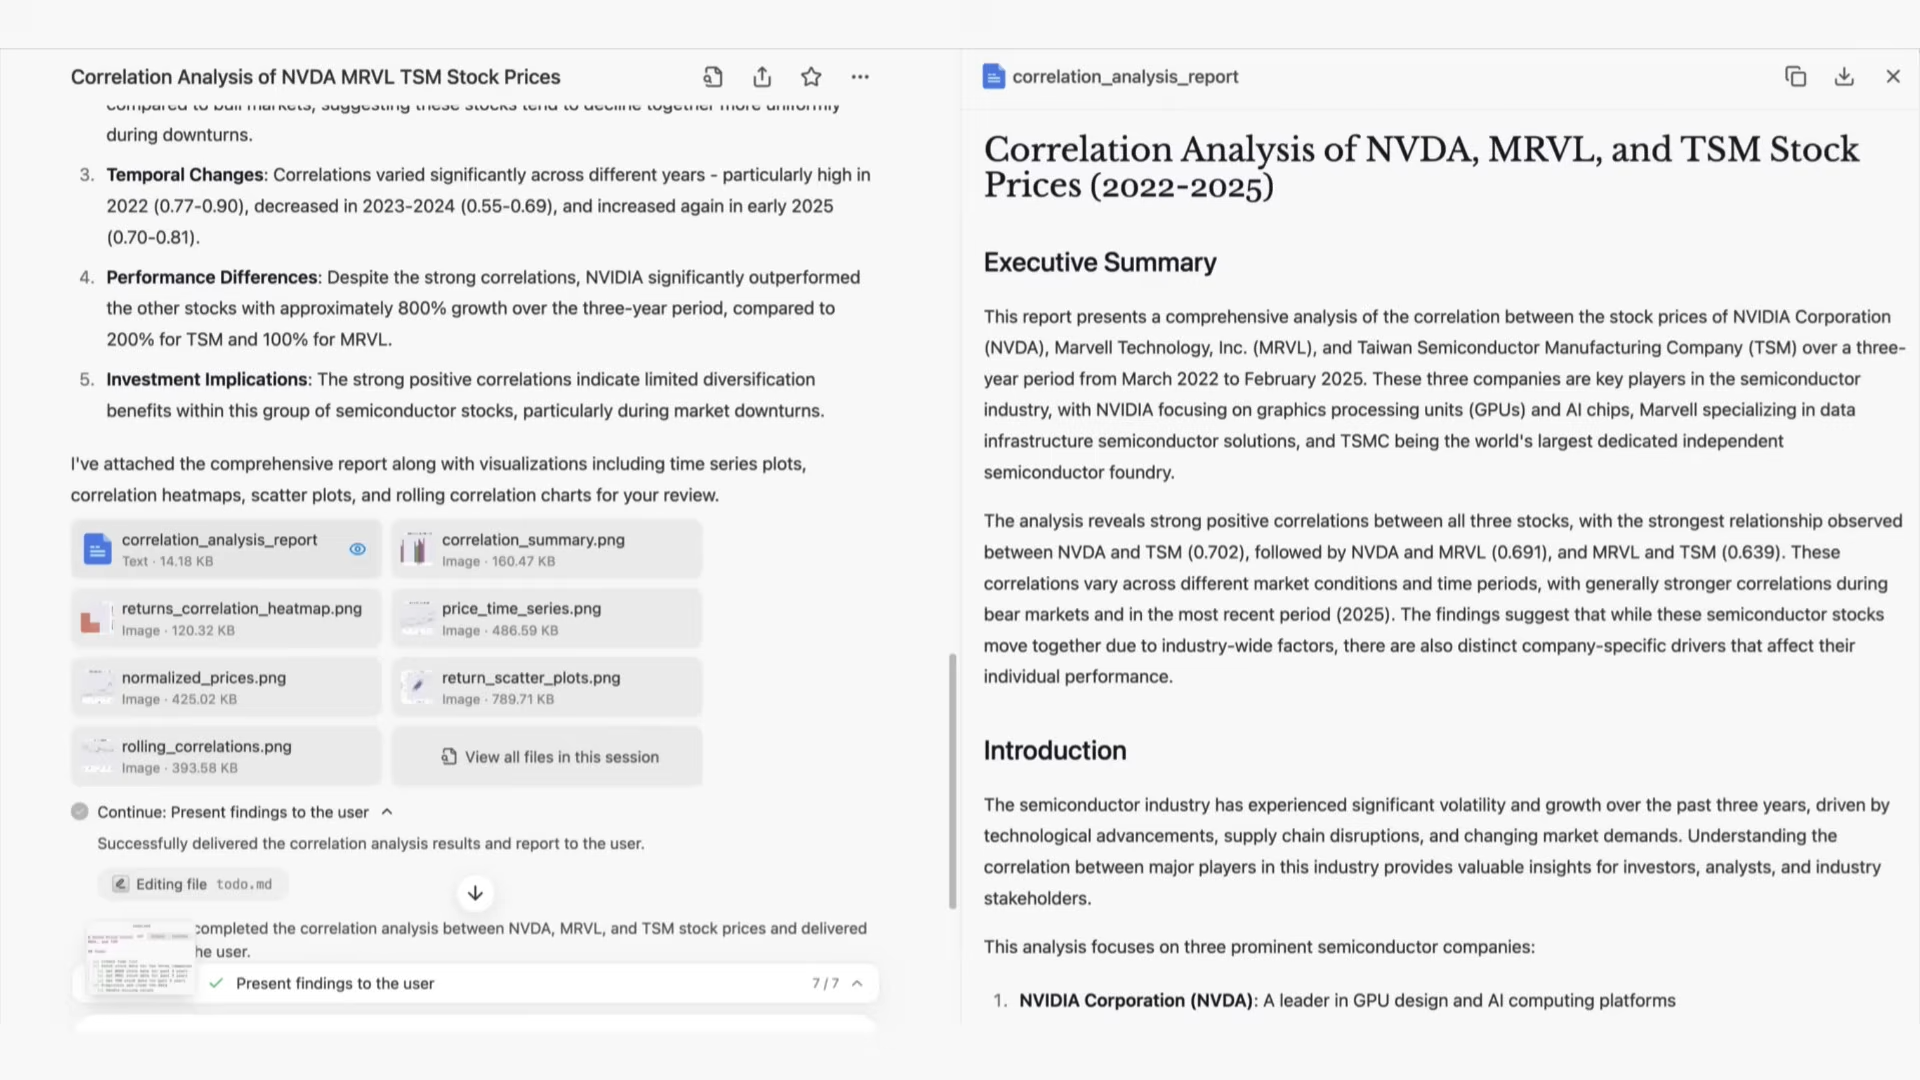 Correlation Analysis of NVDA MRVL TSM Stock Prices
compared to bull markets, suggesting these stocks tend to decline together more uniformly
during downturns.
3. Temporal Changes: Correlations varied significantly across different years - particularly high in
2022 (0.77-0.90), decreased in 2023-2024 (0.55-0.69), and increased again in early 2025
(0.70-0.81).
4. Performance Differences: Despite the strong correlations, NVIDIA significantly outperformed
the other stocks with approximately 800% growth over the three-year period, compared to
200% for TSM and 100% for MRVL.
5. Investment Implications: The strong positive correlations indicate limited diversification
benefits within this group of semiconductor stocks, particularly during market downturns.
I've attached the comprehensive report along with visualizations including time series plots,
correlation heatmaps, scatter plots, and rolling correlation charts for your review.
correlation_analysis_report
Text · 14.18 KB
correlation_summary.png
Image · 160.47 KB
returns_correlation_heatmap.png
Image · 120.32 KB
price_time_series.png
Image · 486.59 KB
normalized_prices.png
Image · 425.02 KB
return_scatter_plots.png
Image · 789.71 KB
rolling_correlations.png
Image · 393.58 KB
View all files in this session
Continue: Present findings to the user
Successfully delivered the correlation analysis results and report to the user.
Editing file todo.md
completed the correlation analysis between NVDA, MRVL, and TSM stock prices and delivered
he user.
Present findings to the user
7 / 7
correlation_analysis_report
Correlation Analysis of NVDA, MRVL, and TSM Stock
Prices (2022-2025)
Executive Summary
This report presents a comprehensive analysis of the correlation between the stock prices of NVIDIA Corporation
(NVDA), Marvell Technology, Inc. (MRVL), and Taiwan Semiconductor Manufacturing Company (TSM) over a three-
year period from March 2022 to February 2025. These three companies are key players in the semiconductor
industry, with NVIDIA focusing on graphics processing units (GPUs) and AI chips, Marvell specializing in data
infrastructure semiconductor solutions, and TSMC being the world's largest dedicated independent
semiconductor foundry.
The analysis reveals strong positive correlations between all three stocks, with the strongest relationship observed
between NVDA and TSM (0.702), followed by NVDA and MRVL (0.691), and MRVL and TSM (0.639). These
correlations vary across different market conditions and time periods, with generally stronger correlations during
bear markets and in the most recent period (2025). The findings suggest that while these semiconductor stocks
move together due to industry-wide factors, there are also distinct company-specific drivers that affect their
individual performance.
Introduction
The semiconductor industry has experienced significant volatility and growth over the past three years, driven by
technological advancements, supply chain disruptions, and changing market demands. Understanding the
correlation between major players in this industry provides valuable insights for investors, analysts, and industry
stakeholders.
This analysis focuses on three prominent semiconductor companies:
1. NVIDIA Corporation (NVDA): A leader in GPU design and AI computing platforms